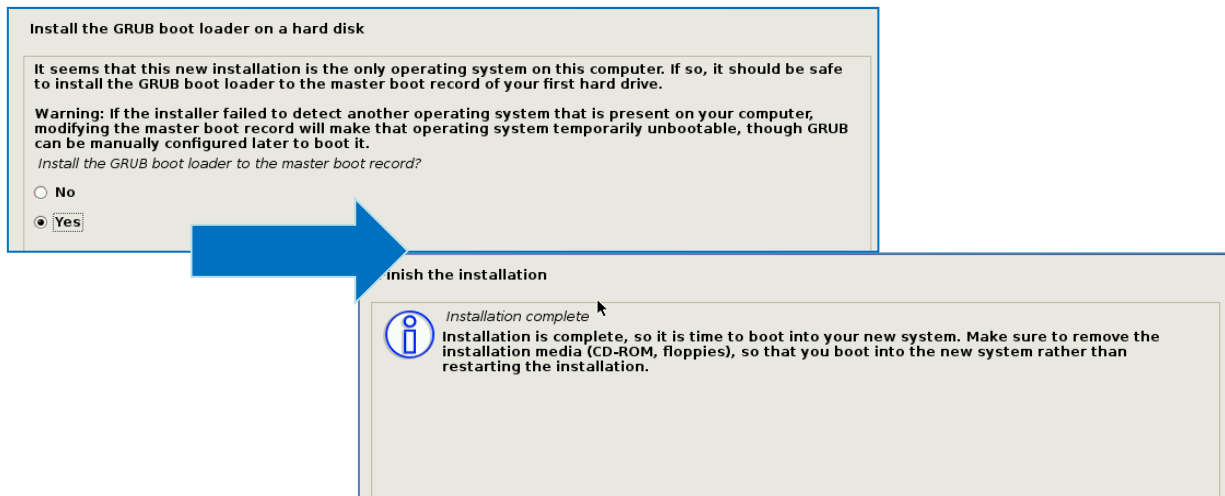 Install the GRUB boot loader on a hard disk
It seems that this new installation is the only operating system on this computer. If so, it should be safe
to install the GRUB boot loader to the master boot record of your first hard drive.
Warning: If the installer failed to detect another operating system that is present on your computer,
modifying the master boot record will make that operating system temporarily unbootable, though GRUB
can be manually configured later to boot it.
Install the GRUB boot loader to the master boot record?
No
Yes
inish the installation
Installation complete
Installation is complete, so it is time to boot into your new system. Make sure to remove the
installation media (CD-ROM, floppies), so that you boot into the new system rather than
restarting the installation.